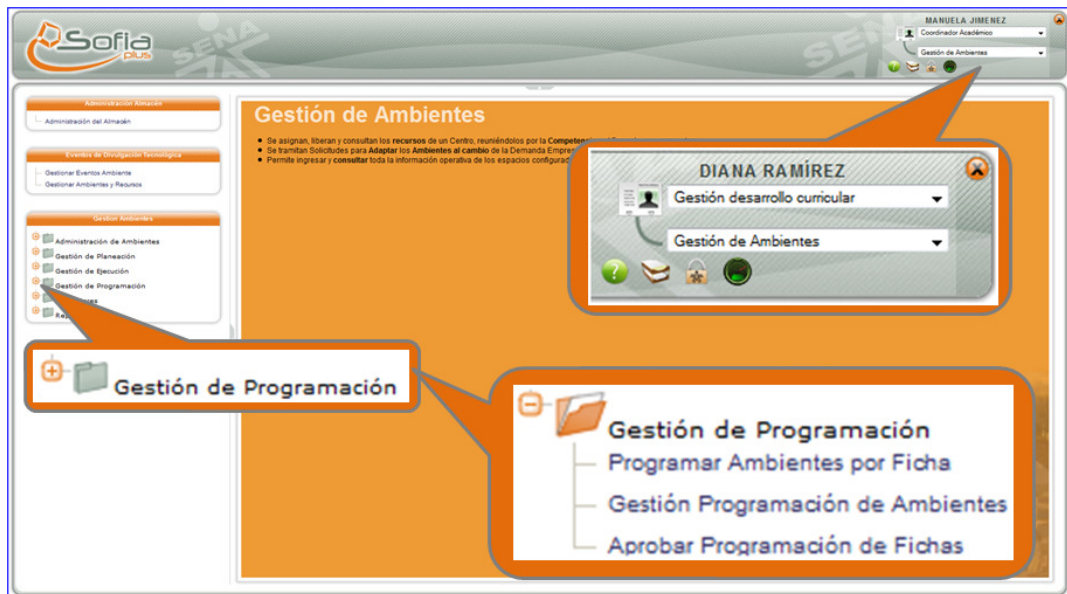 Sofia
plus
SENA
SENA
MANUELA JIMENEZ
Coordinador Académico
Gestión de Ambientes
Administración Almacén
Administración del Almacén
Eventos de Divulgación Tecnológica
Gestionar Eventos Ambiente
Gestionar Ambientes y Recursos
Gestión Ambientes
Administración de Ambientes
Gestión de Planeación
Gestión de Ejecución
Gestión de Programación
Gestión de Ambientes
Se asignan, liberan y consultan los recursos de un Centro, reuniéndolos por la
Se tramitan Solicitudes para Adaptar los Ambientes al cambio de la Demanda
Permite ingresar y consultar toda la información operativa de los espacios
DIANA RAMÍREZ
Gestión desarrollo curricular
Gestión de Ambientes
Gestión de Programación
Gestión de Programación
Programar Ambientes por Ficha
Gestión Programación de Ambientes
Aprobar Programación de Fichas